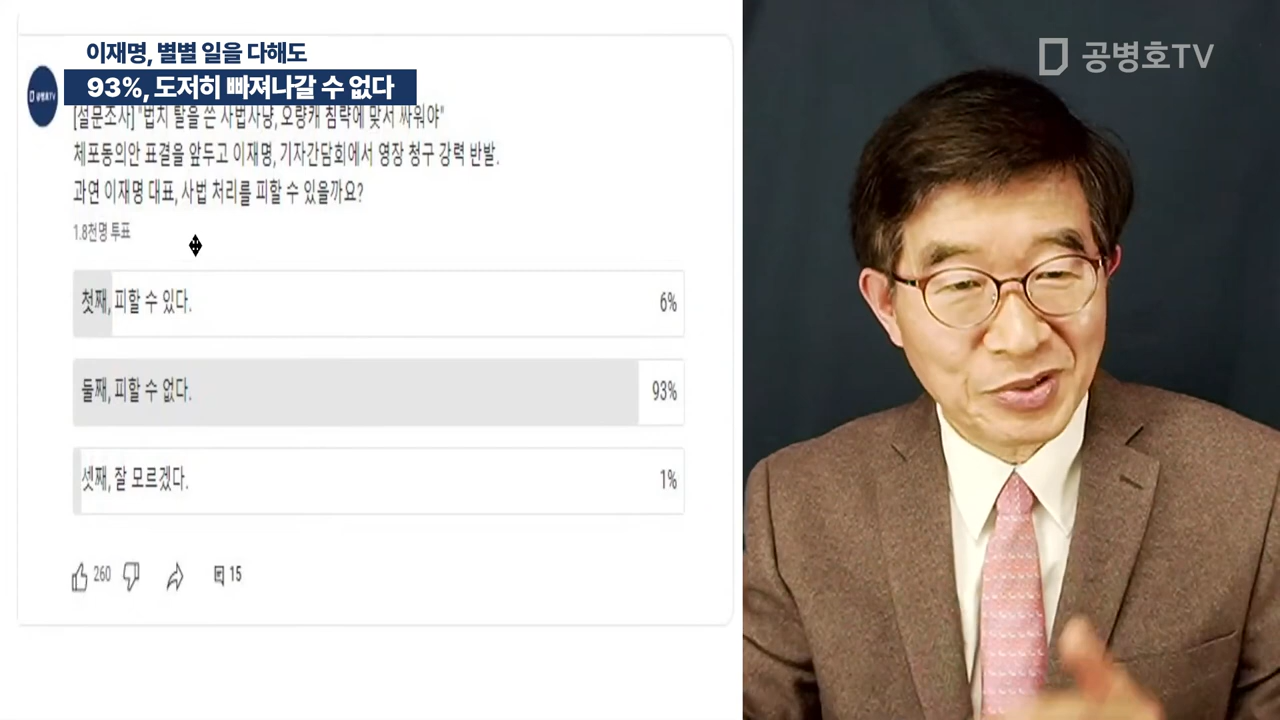 이재명, 별별 일을 다해도
93%, 도저히 빠져나갈 수 없다
공병호TV
공병호
[설문조사] "법치 탈을 쓴 사법사냥, 오랑캐 침략에 맞서 싸워야"
체포동의안 표결을 앞두고 이재명, 기자간담회에서 영장 청구 강력 반발.
과연 이재명 대표, 사법 처리를 피할 수 있을까요?
1.8천명 투표
첫째, 피할 수 있다. 6%
둘째, 피할 수 없다. 93%
셋째, 잘 모르겠다. 1%
260 15